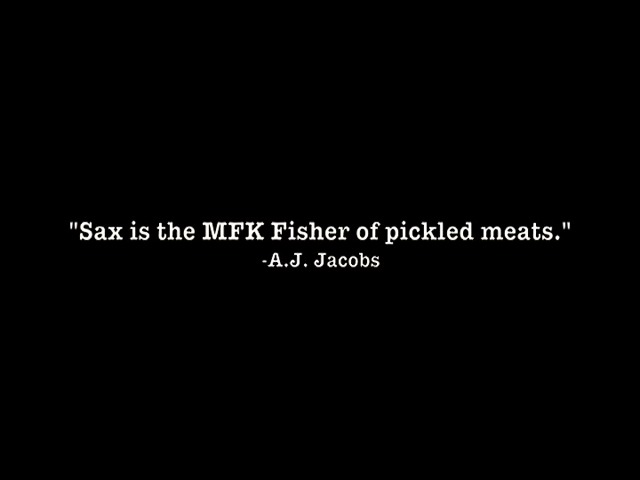 "Sax is the MFK Fisher of pickled meats."
-A.J. Jacobs